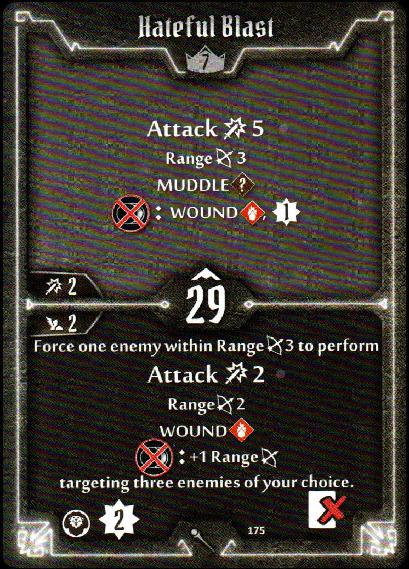 Hateful Blast
7
Attack 5
Range 3
MUDDLE ?
: WOUND 1
2
29
2
Force one enemy within Range 3 to perform
Attack 2
Range 2
WOUND
: +1 Range
targeting three enemies of your choice.
2
175